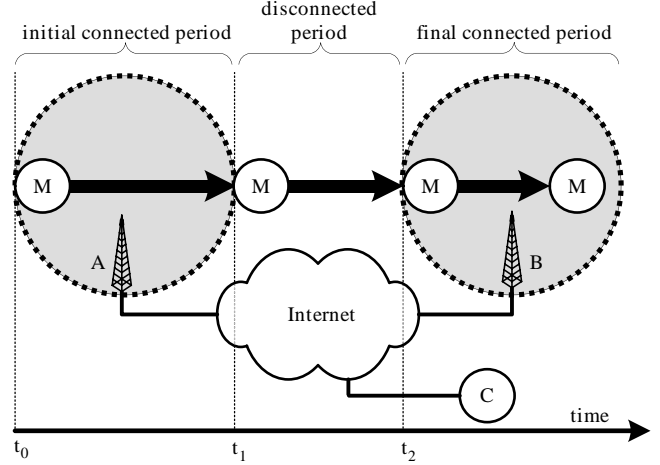 disconnected
initial connected period period final connected period
M M M M
A B
Internet
C
time
t0 t1 t2